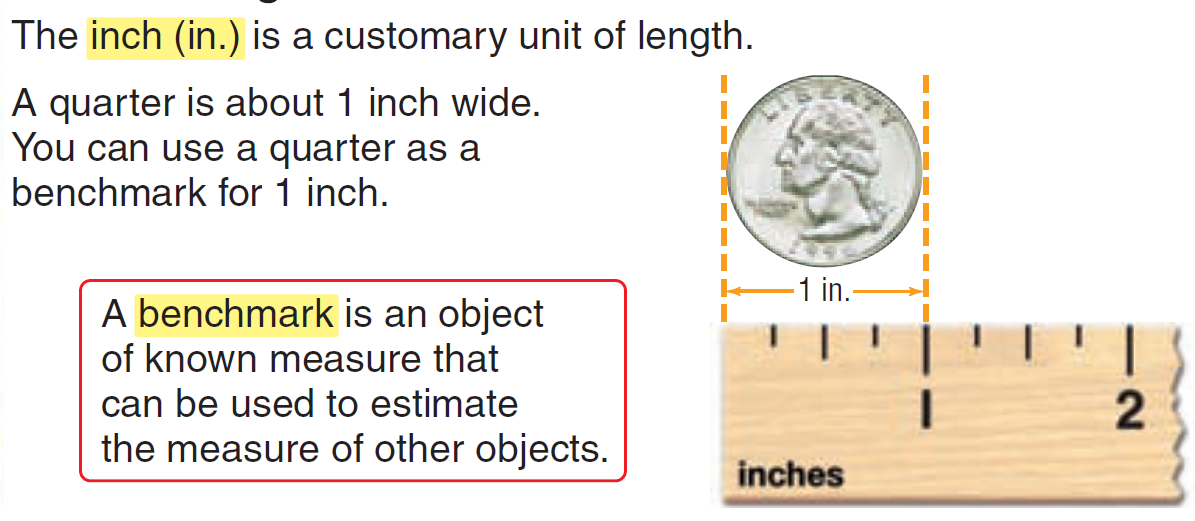 The inch (in.) is a customary unit of length.
A quarter is about 1 inch wide.
You can use a quarter as a
benchmark for 1 inch.
A benchmark is an object
of known measure that
can be used to estimate
the measure of other objects.
LIBERTY
1 in.
1 2
inches